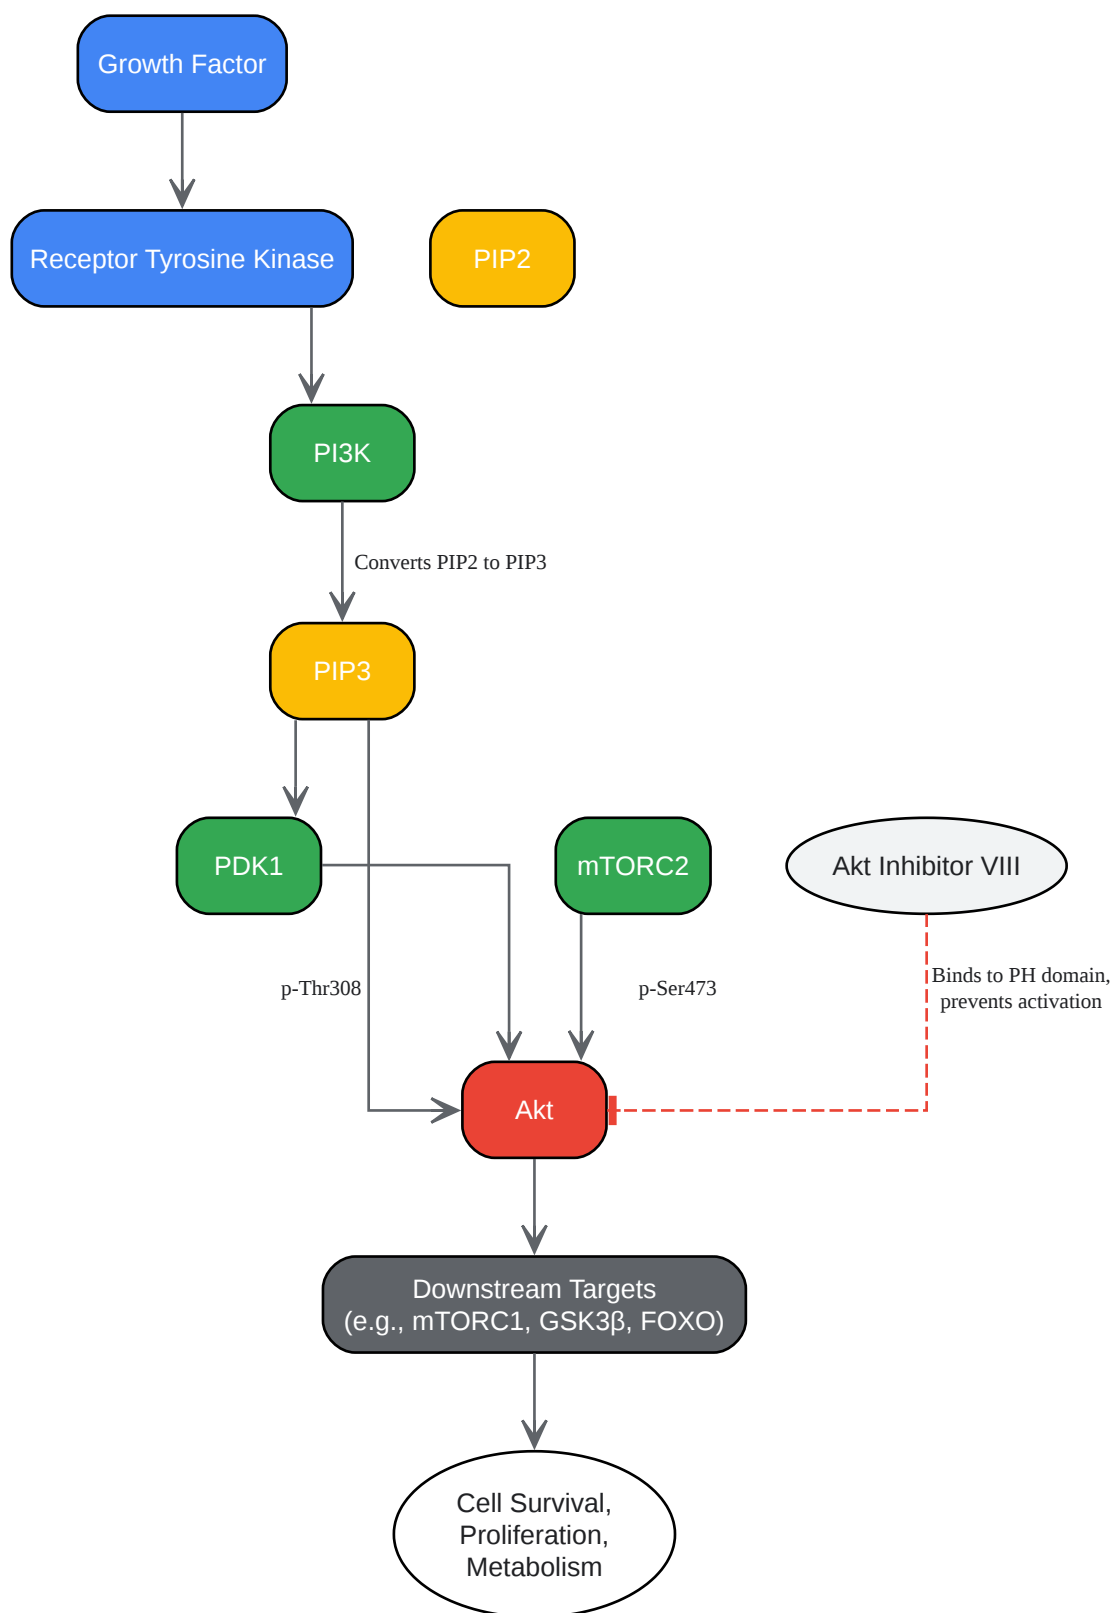 Growth Factor
Receptor Tyrosine Kinase
PIP2
PI3K
Converts PIP2 to PIP3
PIP3
PDK1
mTORC2
Akt Inhibitor VIII
p-Thr308
p-Ser473
Binds to PH domain,
prevents activation
Akt
Downstream Targets
(e.g., mTORC1, GSK3β, FOXO)
Cell Survival,
Proliferation,
Metabolism